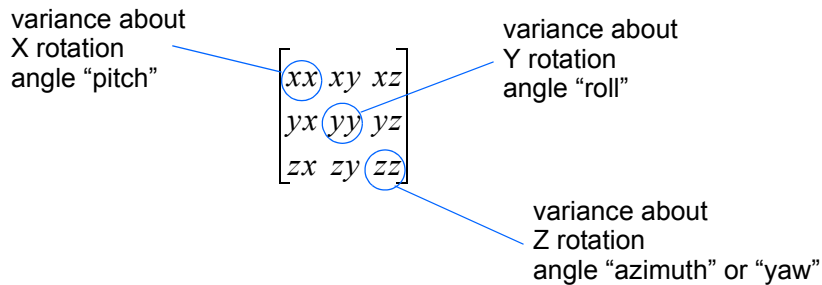 variance about
X rotation
angle “pitch”
variance about
Y rotation
angle “roll”
xx xy xz
yx yy yz
zx zy zz
variance about
Z rotation
angle “azimuth” or “yaw”